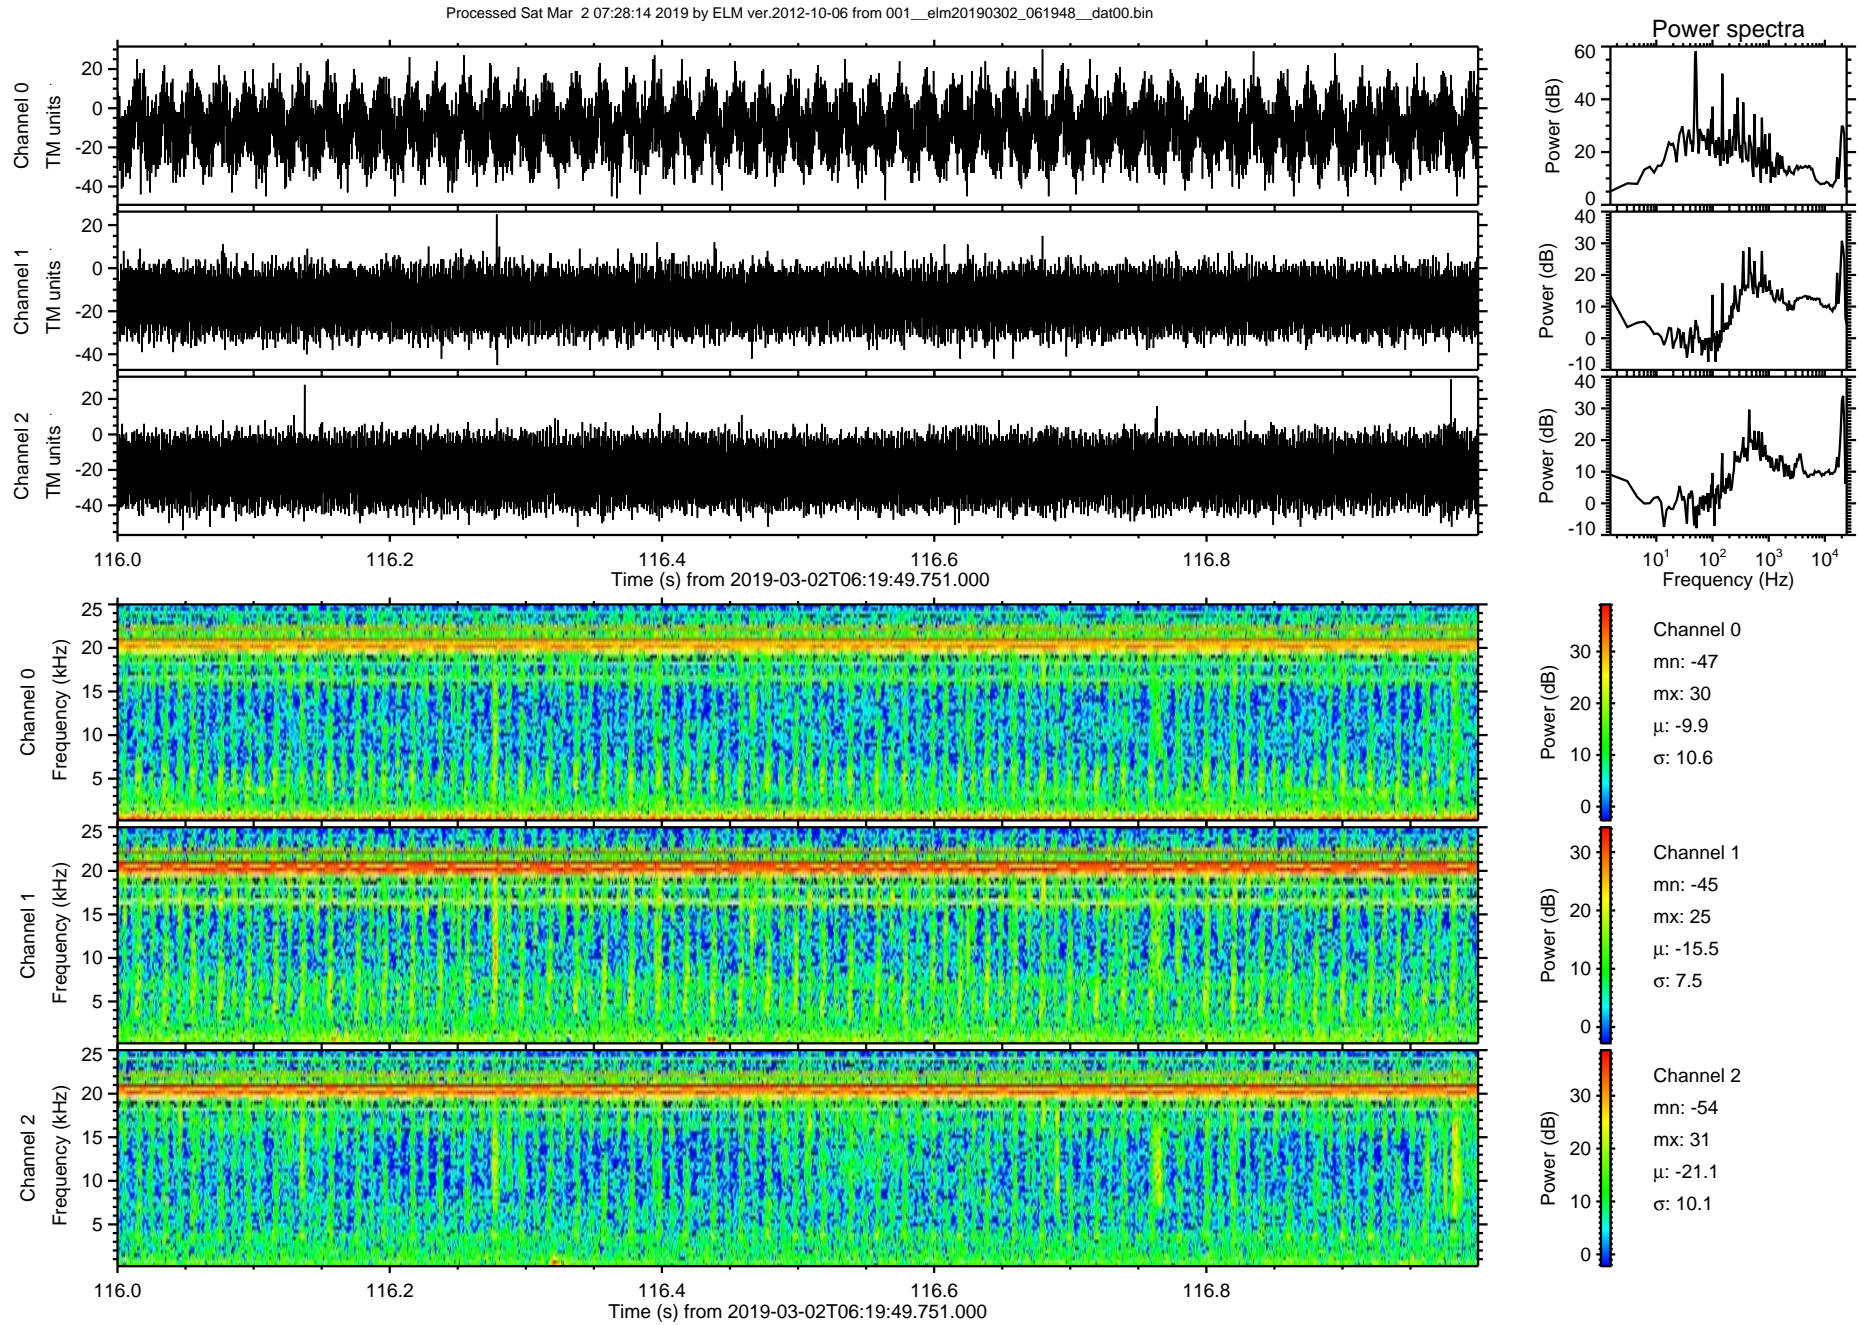 Processed Sat Mar  2 07:28:14 2019 by ELM ver.2012-10-06 from 001__elm20190302_061948__dat00.bin
Power spectra
Channel 0
TM units
20
0
-20
-40
Power (dB)
60
40
20
0
Channel 1
TM units
20
0
-20
-40
Power (dB)
40
30
20
10
0
-10
Channel 2
TM units
20
0
-20
-40
Power (dB)
40
30
20
10
0
-10
116.0 116.2 116.4 116.6 116.8
Time (s) from 2019-03-02T06:19:49.751.000
10¹ 10² 10³ 10⁴
Frequency (Hz)
Channel 0
Frequency (kHz)
25
20
15
10
5
Power (dB)
30
20
10
0
Channel 0
mn: -47
mx: 30
μ: -9.9
σ: 10.6
Channel 1
Frequency (kHz)
25
20
15
10
5
Power (dB)
30
20
10
0
Channel 1
mn: -45
mx: 25
μ: -15.5
σ: 7.5
Channel 2
Frequency (kHz)
25
20
15
10
5
Power (dB)
30
20
10
0
Channel 2
mn: -54
mx: 31
μ: -21.1
σ: 10.1
116.0 116.2 116.4 116.6 116.8
Time (s) from 2019-03-02T06:19:49.751.000